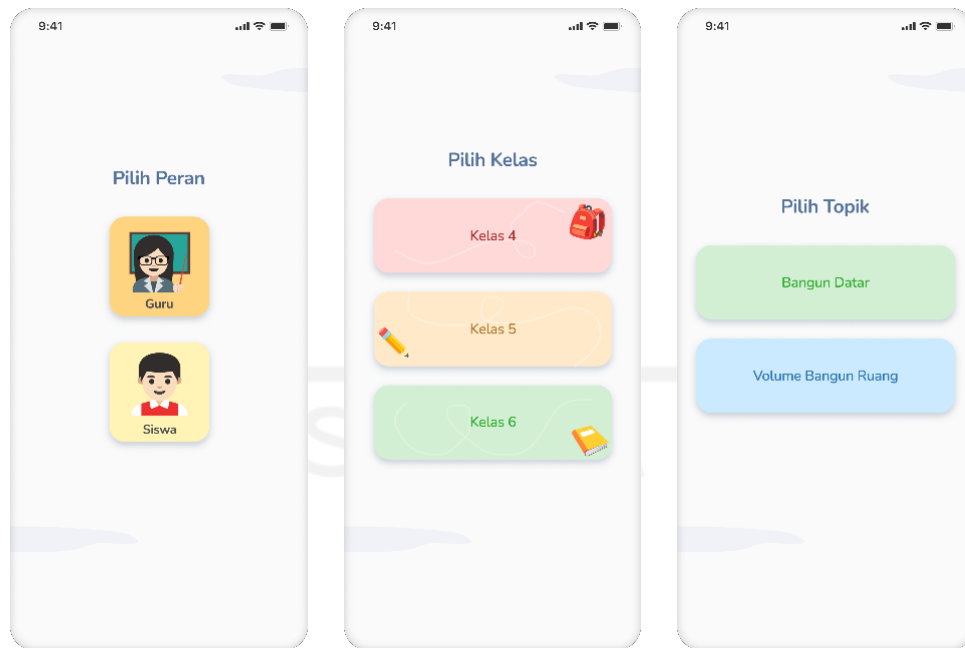 9:41
Pilih Peran
Guru
Siswa
9:41
Pilih Kelas
Kelas 4
Kelas 5
Kelas 6
9:41
Pilih Topik
Bangun Datar
Volume Bangun Ruang